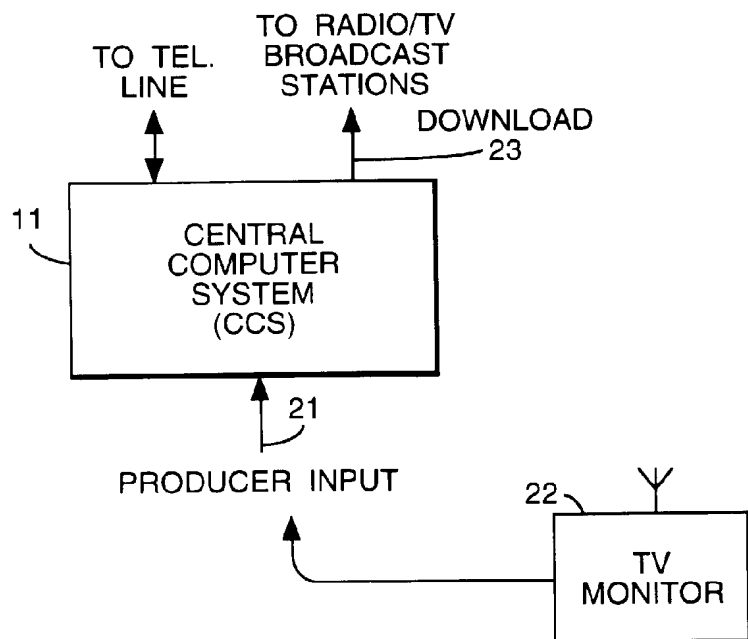 TO TEL.
LINE
TO RADIO/TV
BROADCAST
STATIONS
DOWNLOAD
23
11
CENTRAL
COMPUTER
SYSTEM
(CCS)
21
PRODUCER INPUT
22
TV
MONITOR